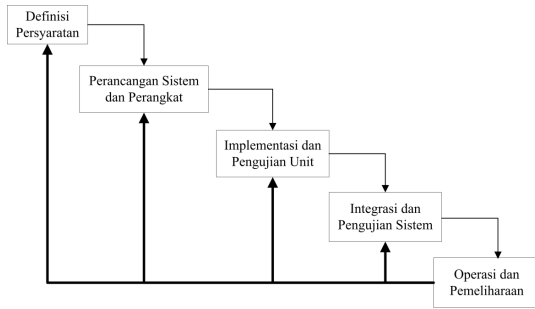 Definisi
Persyaratan
Perancangan Sistem
dan Perangkat
Implementasi dan
Pengujian Unit
Integrasi dan
Pengujian Sistem
Operasi dan
Pemeliharaan